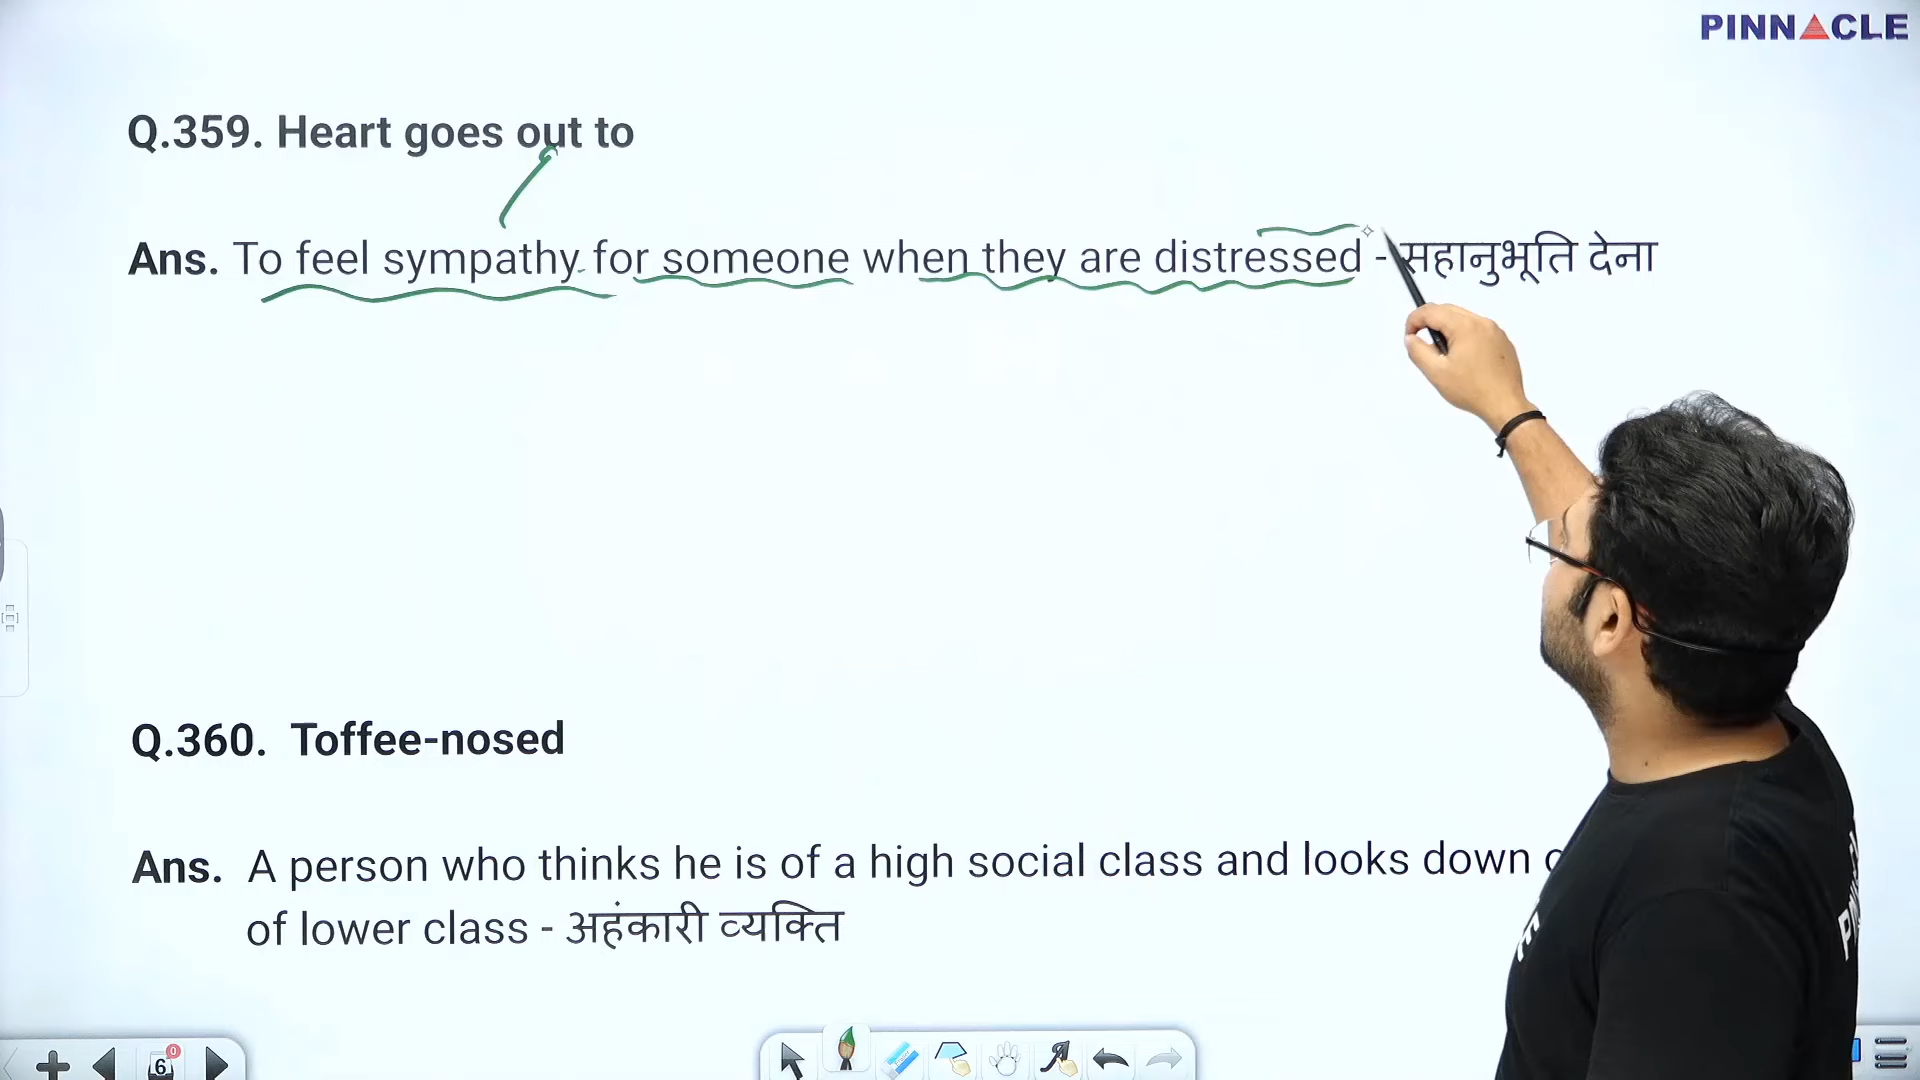 PINNACLE
Q.359. Heart goes out to
Ans. To feel sympathy for someone when they are distressed - सहानुभूति देना
Q.360. Toffee-nosed
Ans. A person who thinks he is of a high social class and looks down
of lower class - अहंकारी व्यक्ति
6
0